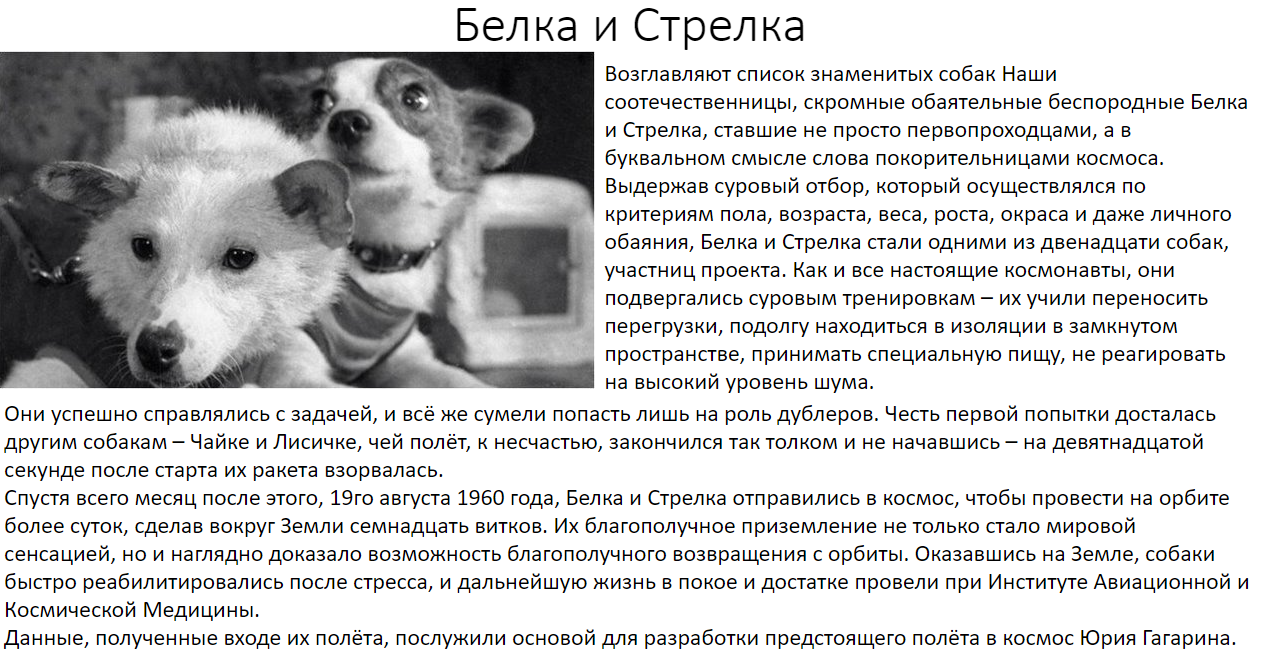 Белка и Стрелка
Возглавляют список знаменитых собак Наши
соотечественницы, скромные обаятельные беспородные Белка
и Стрелка, ставшие не просто первопроходцами, а в
буквальном смысле слова покорительницами космоса.
Выдержав суровый отбор, который осуществлялся по
критериям пола, возраста, веса, роста, окраса и даже личного
обаяния, Белка и Стрелка стали одними из двенадцати собак,
участниц проекта. Как и все настоящие космонавты, они
подвергались суровым тренировкам – их учили переносить
перегрузки, подолгу находиться в изоляции в замкнутом
пространстве, принимать специальную пищу, не реагировать
на высокий уровень шума.
Они успешно справлялись с задачей, и всё же сумели попасть лишь на роль дублеров. Честь первой попытки досталась
другим собакам – Чайке и Лисичке, чей полёт, к несчастью, закончился так толком и не начавшись – на девятнадцатой
секунде после старта их ракета взорвалась.
Спустя всего месяц после этого, 19го августа 1960 года, Белка и Стрелка отправились в космос, чтобы провести на орбите
более суток, сделав вокруг Земли семнадцать витков. Их благополучное приземление не только стало мировой
сенсацией, но и наглядно доказало возможность благополучного возвращения с орбиты. Оказавшись на Земле, собаки
быстро реабилитировались после стресса, и дальнейшую жизнь в покое и достатке провели при Институте Авиационной и
Космической Медицины.
Данные, полученные входе их полёта, послужили основой для разработки предстоящего полёта в космос Юрия Гагарина.